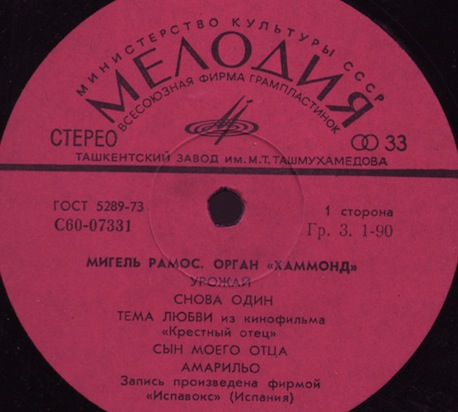 МИНИСТЕРСТВО КУЛЬТУРЫ СССР
МЕЛОДИЯ
ВСЕСОЮЗНАЯ ФИРМА ГРАМПЛАСТИНОК
СТЕРЕО
33
ТАШКЕНТСКИЙ ЗАВОД ИМ. М.Т. ТАШМУХАМЕДОВА
ГОСТ 5289-73
С60-07331
1 сторона
Гр. 3. 1-90
МИГЕЛЬ РАМОС. ОРГАН «ХАММОНД»
УРОЖАЙ
СНОВА ОДИН
ТЕМА ЛЮБВИ из кинофильма
«Крестный отец»
СЫН МОЕГО ОТЦА
АМАРИЛЬО
Запись произведена фирмой
«Испавокс» (Испания)